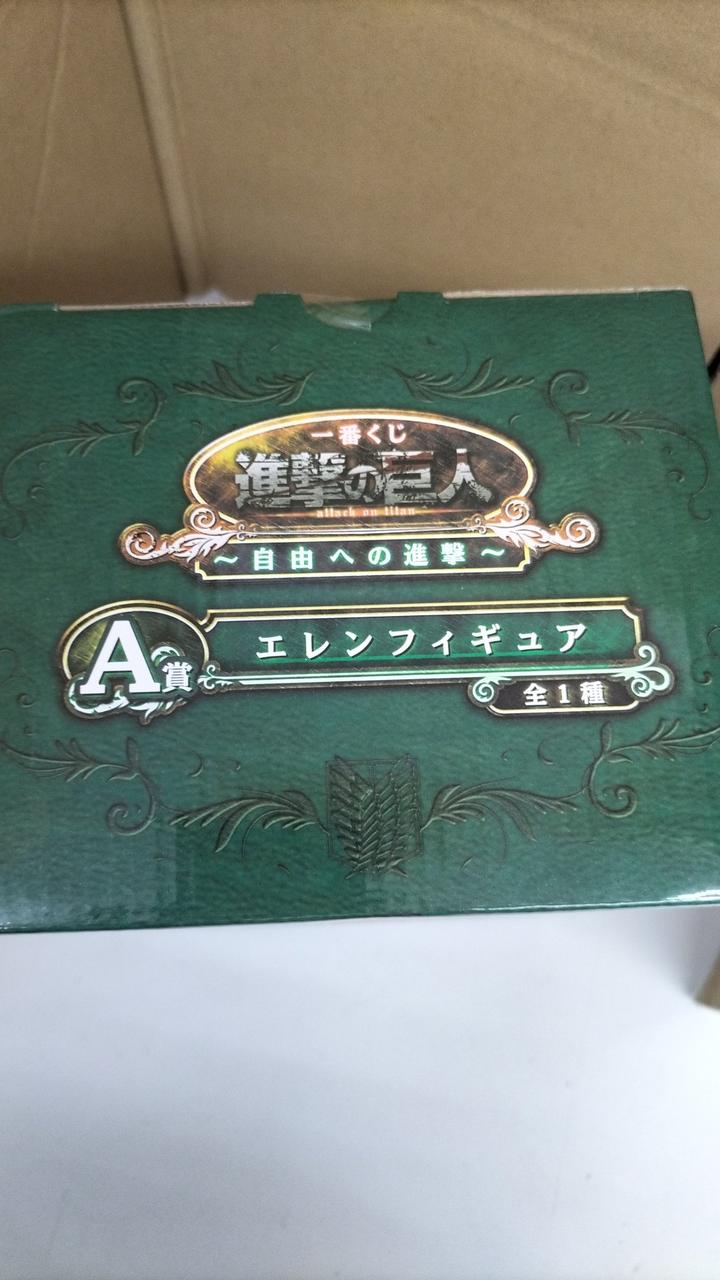 一番くじ
進撃の巨人
attack on titan
～自由への進撃～
A賞
エレンフィギュア
全1種